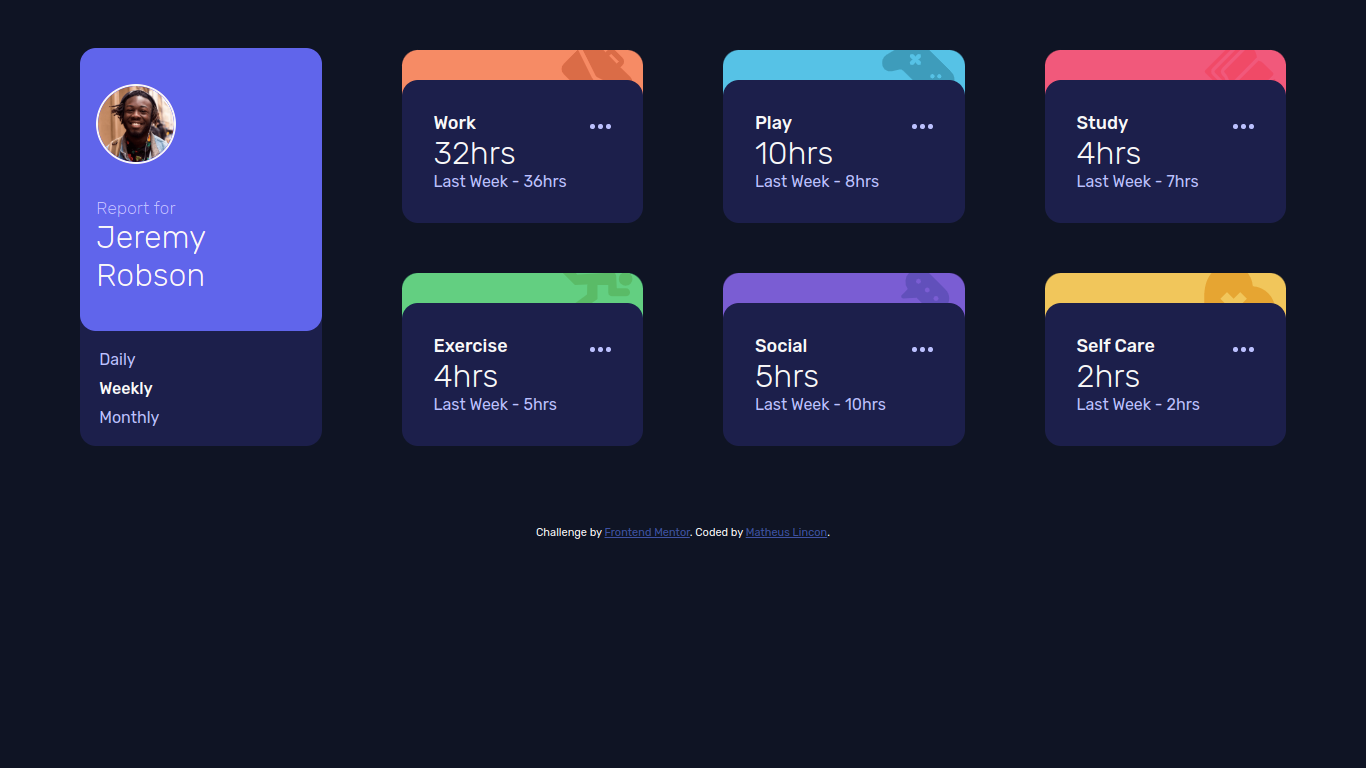 Report for
Jeremy
Robson
Daily
Weekly
Monthly
Work
32hrs
Last Week - 36hrs
Play
10hrs
Last Week - 8hrs
Study
4hrs
Last Week - 7hrs
Exercise
4hrs
Last Week - 5hrs
Social
5hrs
Last Week - 10hrs
Self Care
2hrs
Last Week - 2hrs
Challenge by Frontend Mentor. Coded by Matheus Lincon.